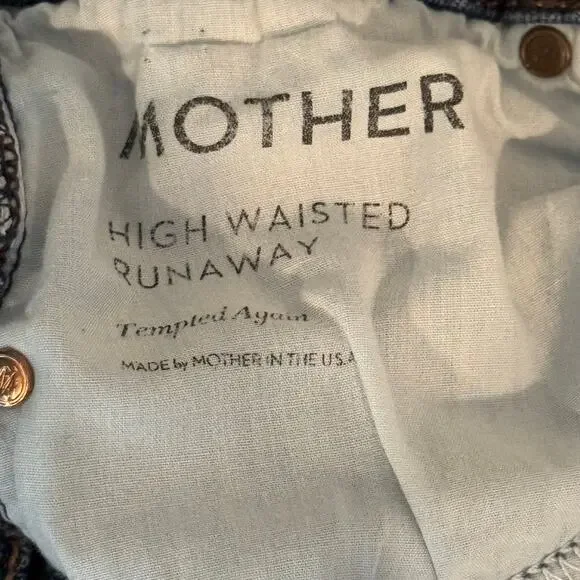 MOTHER
HIGH WAISTED
RUNAWAY
Tempted Again
MADE by MOTHER IN THE U.S.A